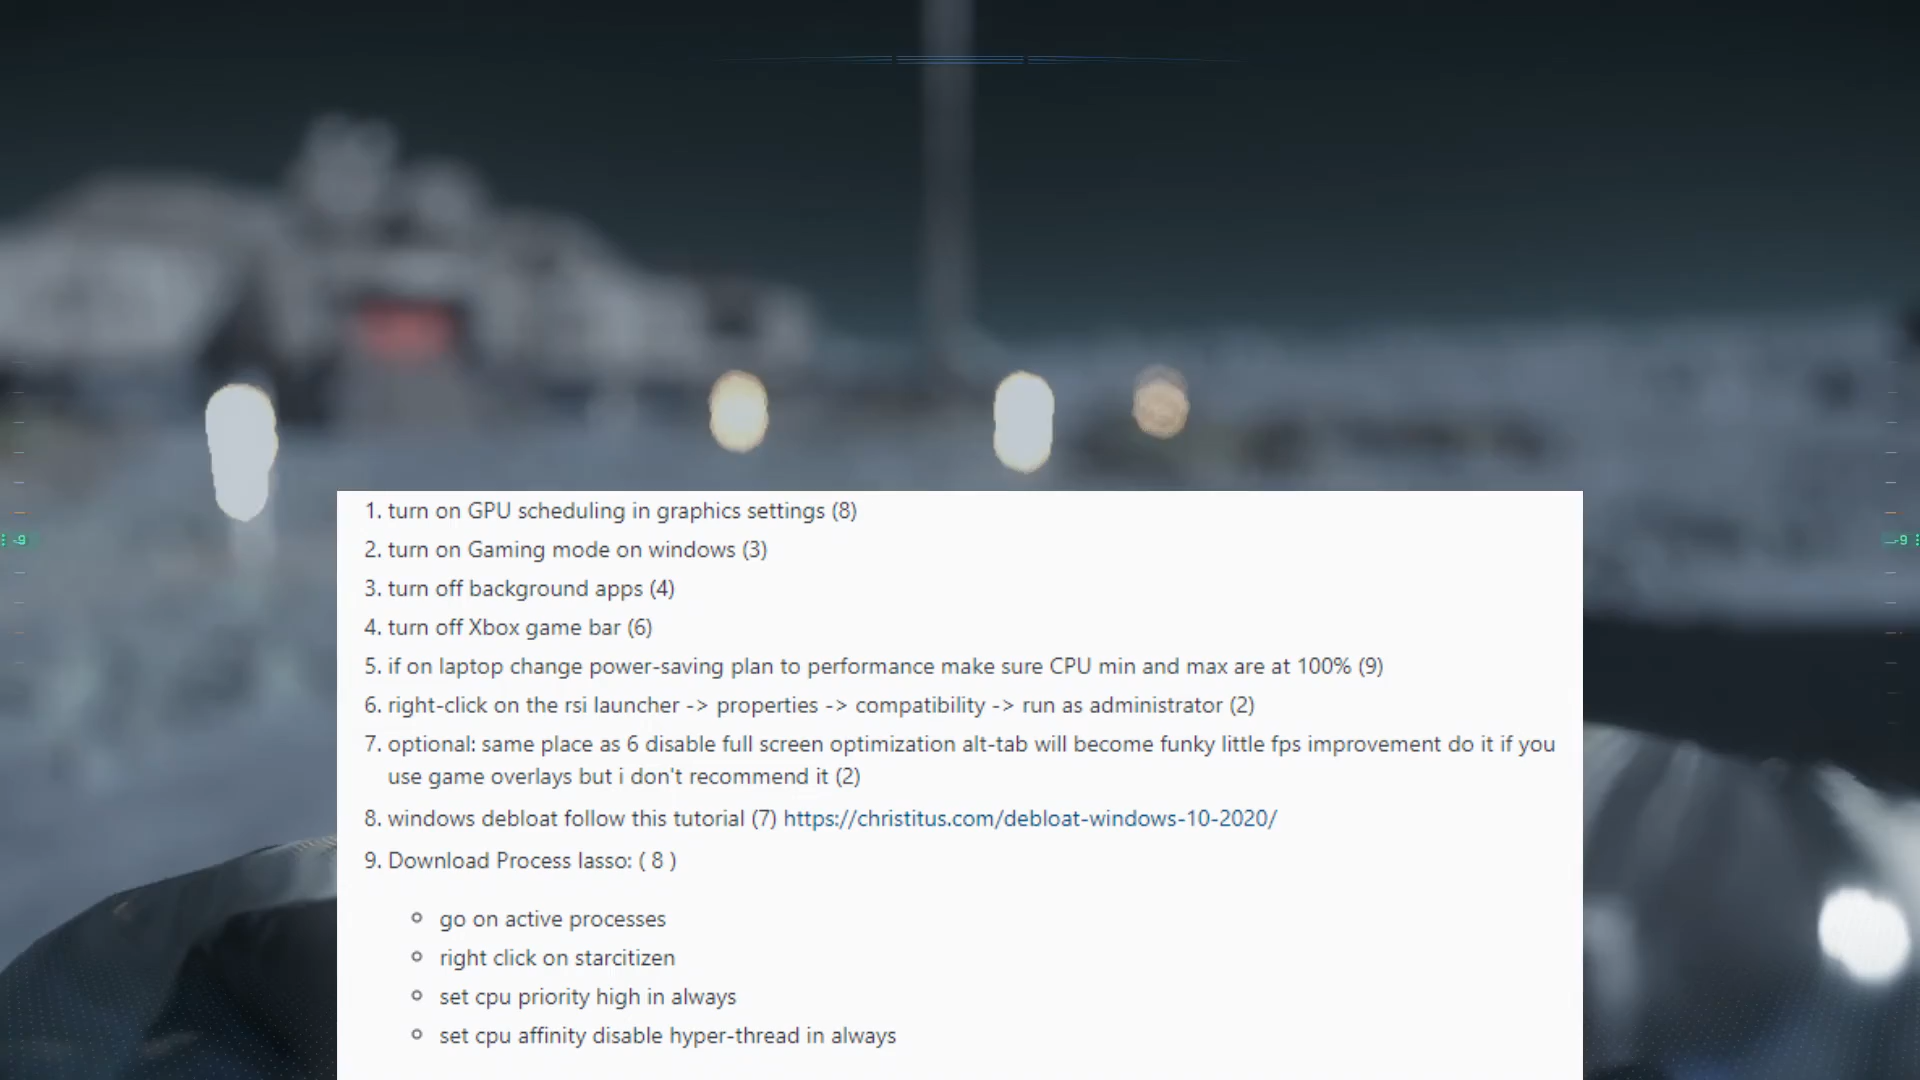 1. turn on GPU scheduling in graphics settings (8)
2. turn on Gaming mode on windows (3)
3. turn off background apps (4)
4. turn off Xbox game bar (6)
-9
-9
5. if on laptop change power-saving plan to performance make sure CPU min and max are at 100% (9)
6. right-click on the rsi launcher -> properties -> compatibility -> run as administrator (2)
7. optional: same place as 6 disable full screen optimization alt-tab will become funky little fps improvement do it if you
use game overlays but i don't recommend it (2)
8. windows debloat follow this tutorial (7) https://christitus.com/debloat-windows-10-2020/
9. Download Process lasso: ( 8 )
go on active processes
right click on starcitizen
set cpu priority high in always
set cpu affinity disable hyper-thread in always